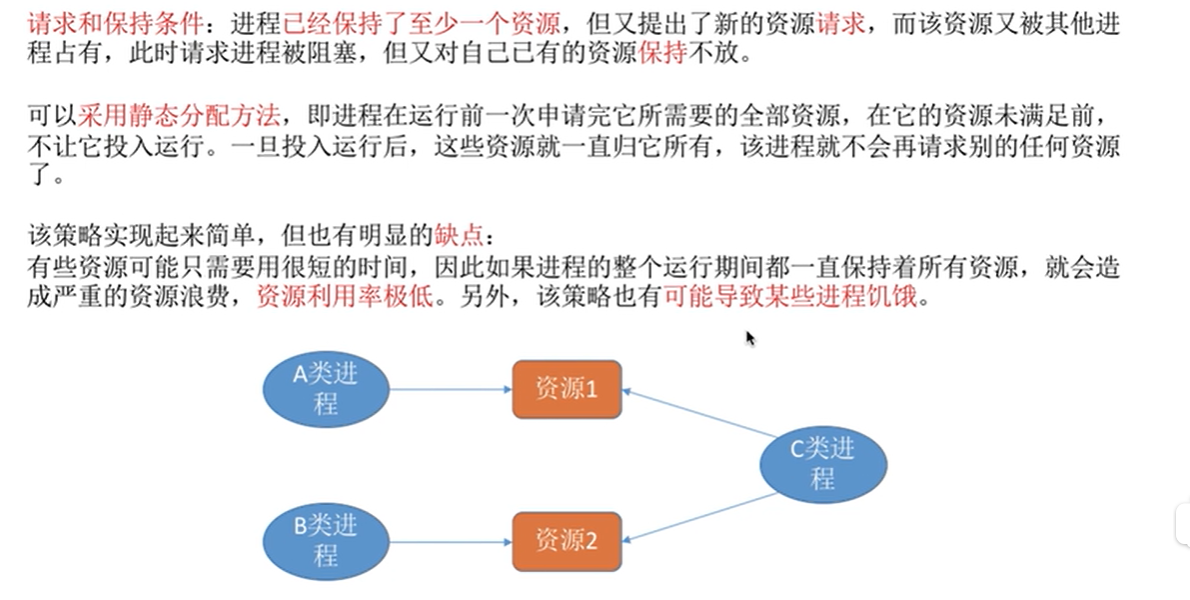 请求和保持条件：进程已经保持了至少一个资源，但又提出了新的资源请求，而该资源又被其他进
程占有，此时请求进程被阻塞，但又对自己已有的资源保持不放。
可以采用静态分配方法，即进程在运行前一次申请完它所需要的全部资源，在它的资源未满足前，
不让它投入运行。一旦投入运行后，这些资源就一直归它所有，该进程就不会再请求别的任何资源
了。
该策略实现起来简单，但也有明显的缺点：
有些资源可能只需要用很短的时间，因此如果进程的整个运行期间都一直保持着所有资源，就会造
成严重的资源浪费，资源利用率极低。另外，该策略也有可能导致某些进程饥饿。
A类进
程
资源1
C类进
程
B类进
程
资源2